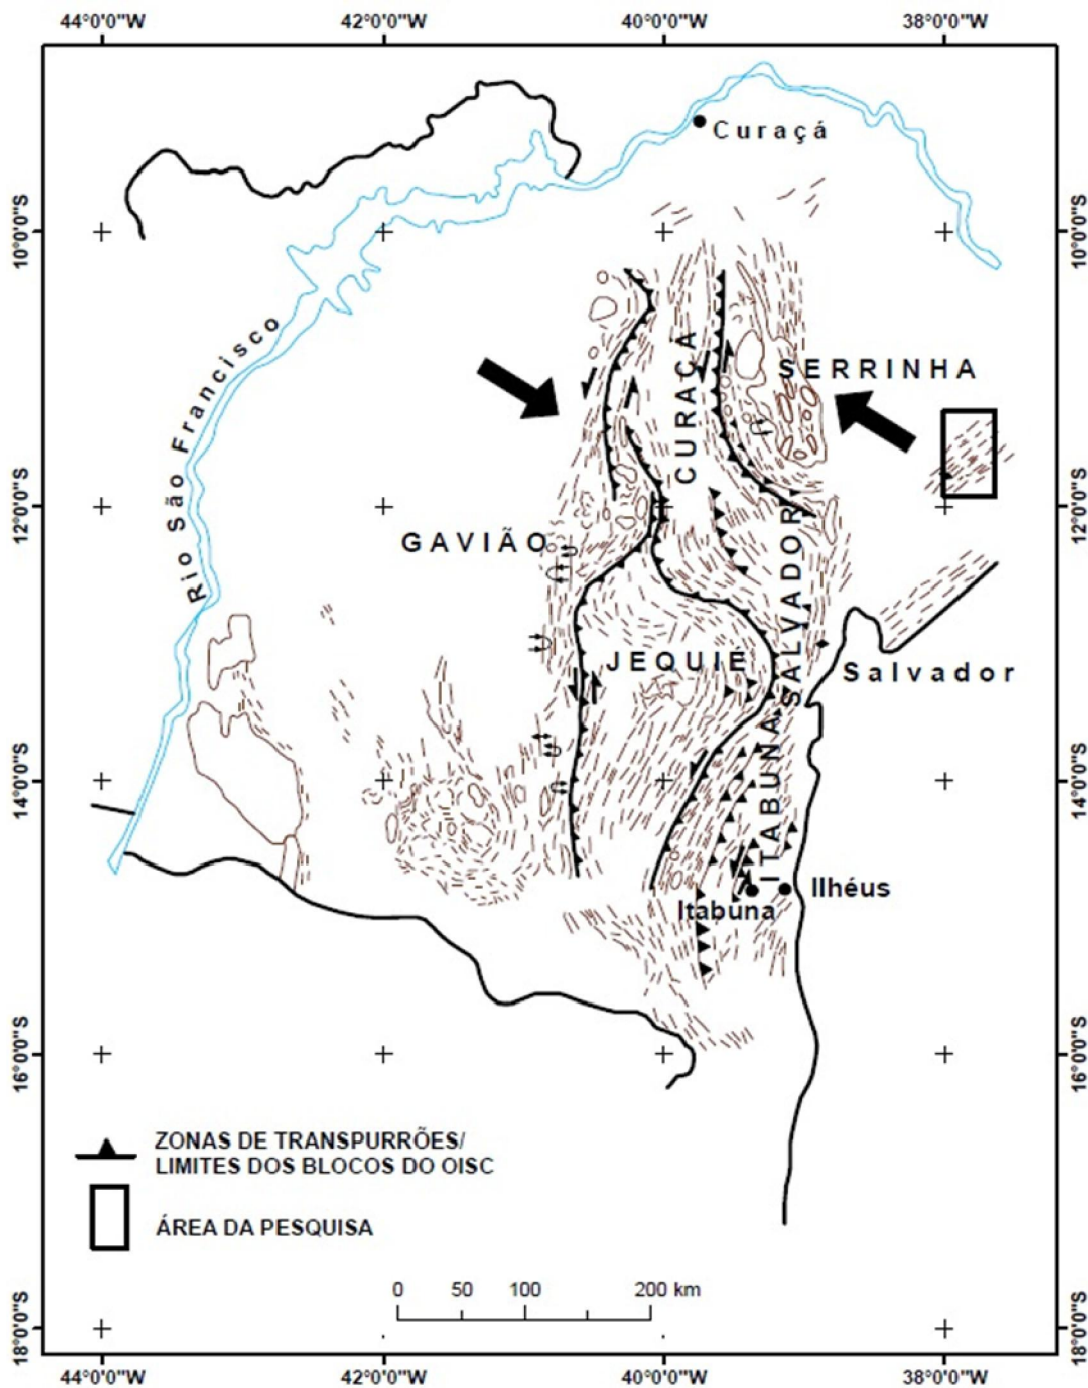 44°0'0"W 42°0'0"W 40°0'0"W 38°0'0"W
Curaçá
10°0'0"S 10°0'0"S
Rio São Francisco
CURAÇÁ
SERRINHA
12°0'0"S 12°0'0"S
GAVIÃO
SALVADOR
JEQUIÉ
Salvador
ITABUNA
14°0'0"S 14°0'0"S
Ilhéus
Itabuna
16°0'0"S 16°0'0"S
ZONAS DE TRANSPURRÕES/
LIMITES DOS BLOCOS DO OISC
ÁREA DA PESQUISA
0 50 100 200 km
18°0'0"S 18°0'0"S
44°0'0"W 42°0'0"W 40°0'0"W 38°0'0"W